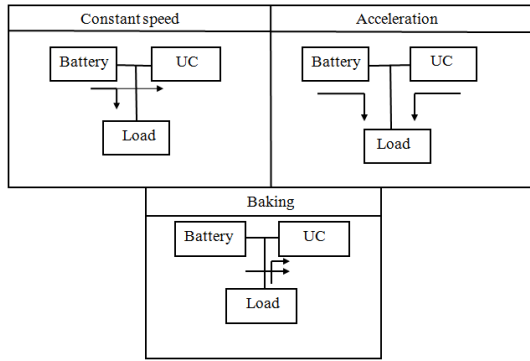 Constant speed
Acceleration
Battery
UC
Load
Battery
UC
Load
Baking
Battery
UC
Load